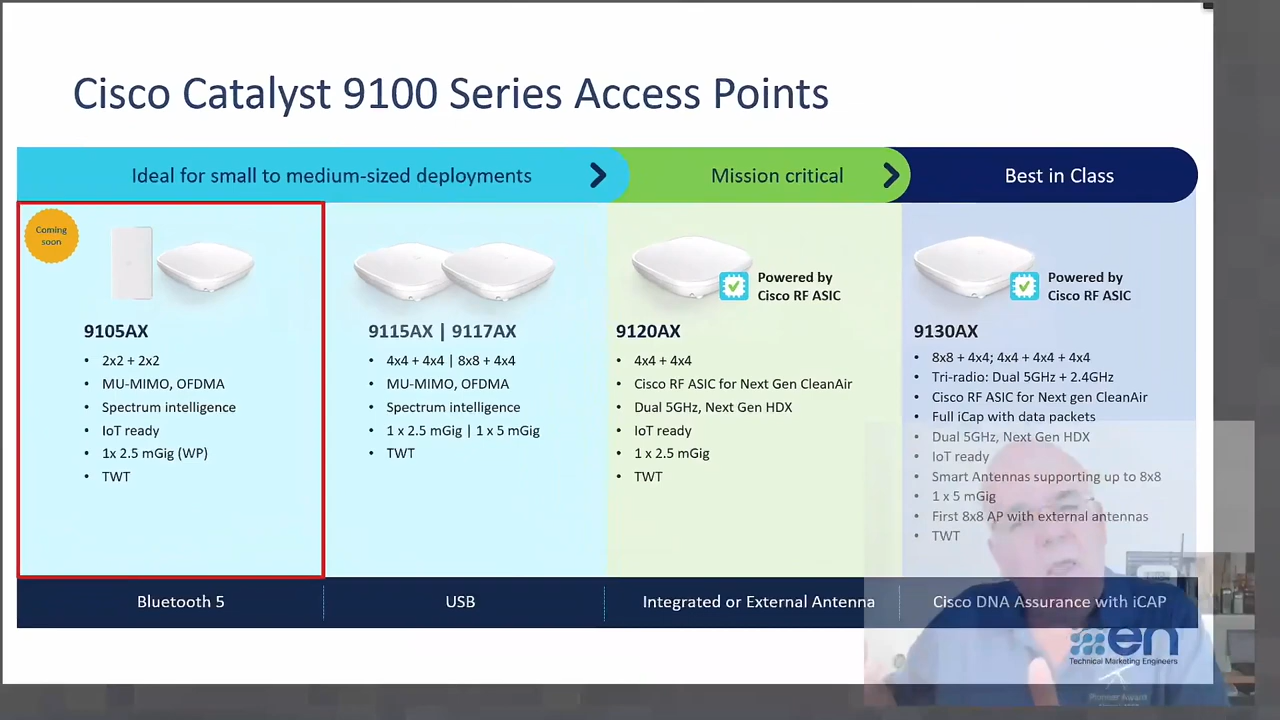 Cisco Catalyst 9100 Series Access Points
Ideal for small to medium-sized deployments
Mission critical
Best in Class
Coming
soon
9105AX
• 2x2 + 2x2
• MU-MIMO, OFDMA
• Spectrum intelligence
• IoT ready
• 1x 2.5 mGig (WP)
• TWT
9115AX | 9117AX
• 4x4 + 4x4 | 8x8 + 4x4
• MU-MIMO, OFDMA
• Spectrum intelligence
• 1 x 2.5 mGig | 1 x 5 mGig
• TWT
Powered by
Cisco RF ASIC
9120AX
• 4x4 + 4x4
• Cisco RF ASIC for Next Gen CleanAir
• Dual 5GHz, Next Gen HDX
• IoT ready
• 1 x 2.5 mGig
• TWT
Powered by
Cisco RF ASIC
9130AX
• 8x8 + 4x4; 4x4 + 4x4 + 4x4
• Tri-radio: Dual 5GHz + 2.4GHz
• Cisco RF ASIC for Next gen CleanAir
• Full iCap with data packets
• Dual 5GHz, Next Gen HDX
• IoT ready
• Smart Antennas supporting up to 8x8
• 1 x 5 mGig
• First 8x8 AP with external antennas
• TWT
Bluetooth 5
USB
Integrated or External Antenna
Cisco DNA Assurance with iCAP
en
Technical Marketing Engineers
Pioneer Award